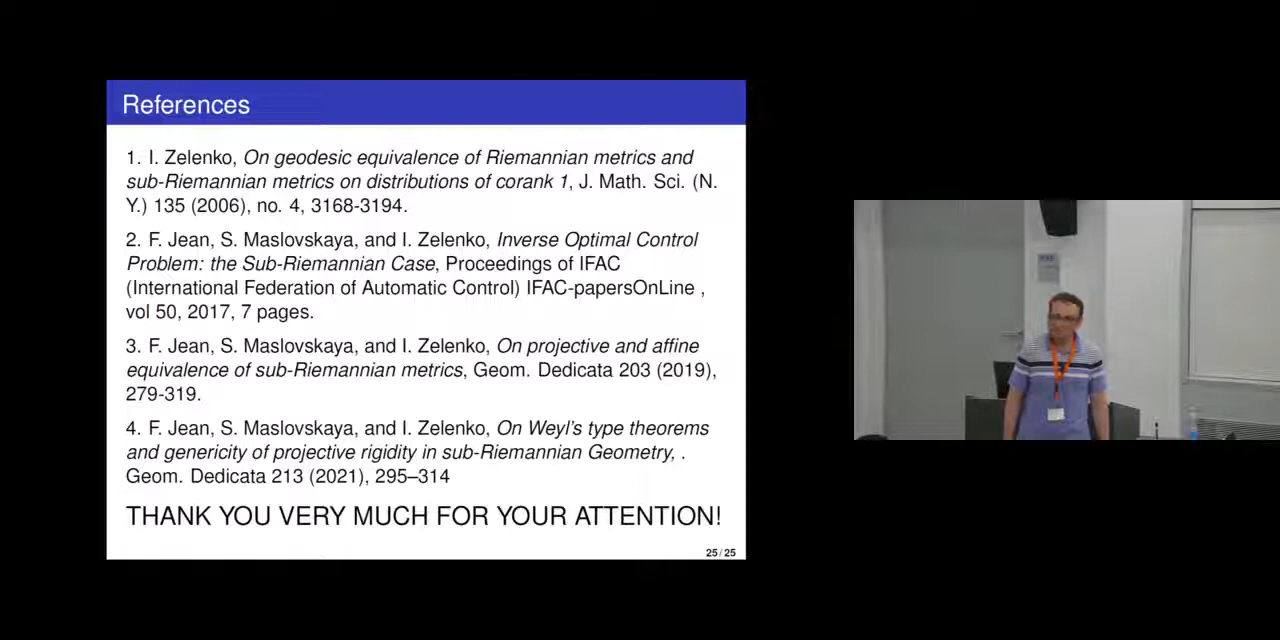 References
1. I. Zelenko, On geodesic equivalence of Riemannian metrics and
sub-Riemannian metrics on distributions of corank 1, J. Math. Sci. (N.
Y.) 135 (2006), no. 4, 3168-3194.
2. F. Jean, S. Maslovskaya, and I. Zelenko, Inverse Optimal Control
Problem: the Sub-Riemannian Case, Proceedings of IFAC
(International Federation of Automatic Control) IFAC-papersOnLine ,
vol 50, 2017, 7 pages.
3. F. Jean, S. Maslovskaya, and I. Zelenko, On projective and affine
equivalence of sub-Riemannian metrics, Geom. Dedicata 203 (2019),
279-319.
4. F. Jean, S. Maslovskaya, and I. Zelenko, On Weyl's type theorems
and genericity of projective rigidity in sub-Riemannian Geometry, .
Geom. Dedicata 213 (2021), 295–314
THANK YOU VERY MUCH FOR YOUR ATTENTION!
25 / 25